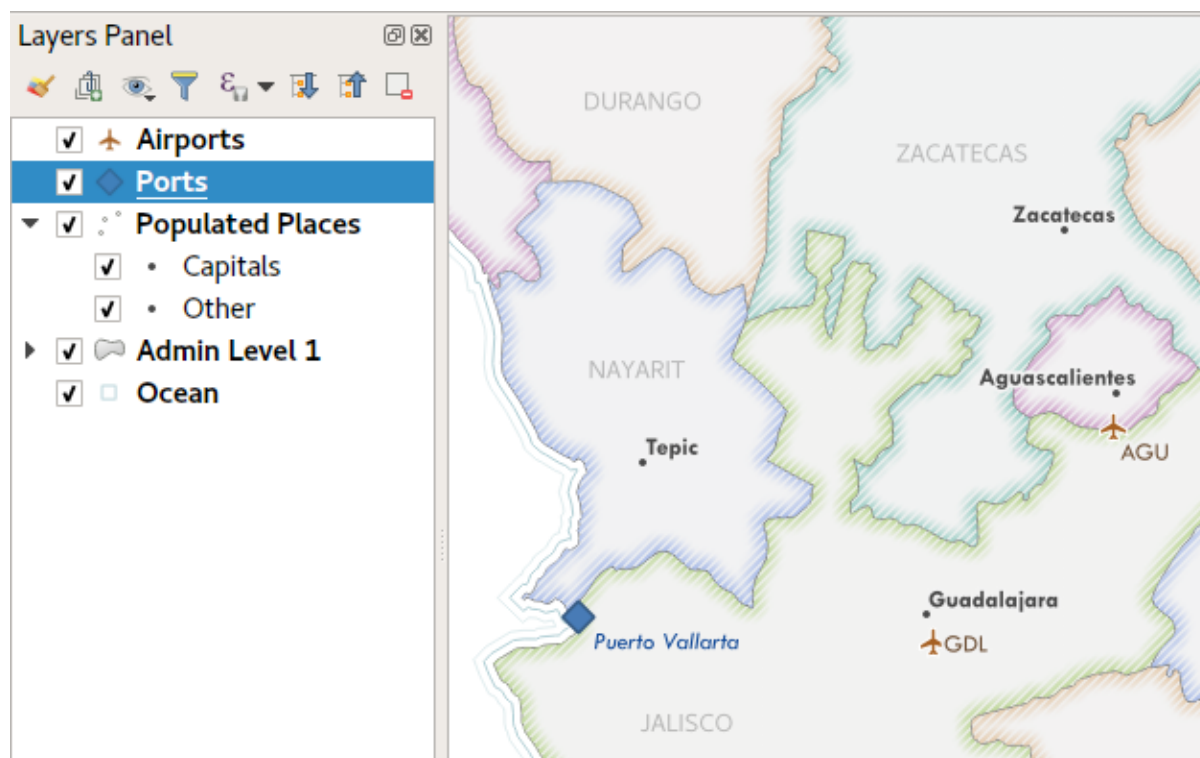 Layers Panel
Airports
Ports
Populated Places
Capitals
Other
Admin Level 1
Ocean
DURANGO
ZACATECAS
Zacatecas
NAYARIT
Aguascalientes
Tepic
AGU
Guadalajara
Puerto Vallarta
GDL
JALISCO